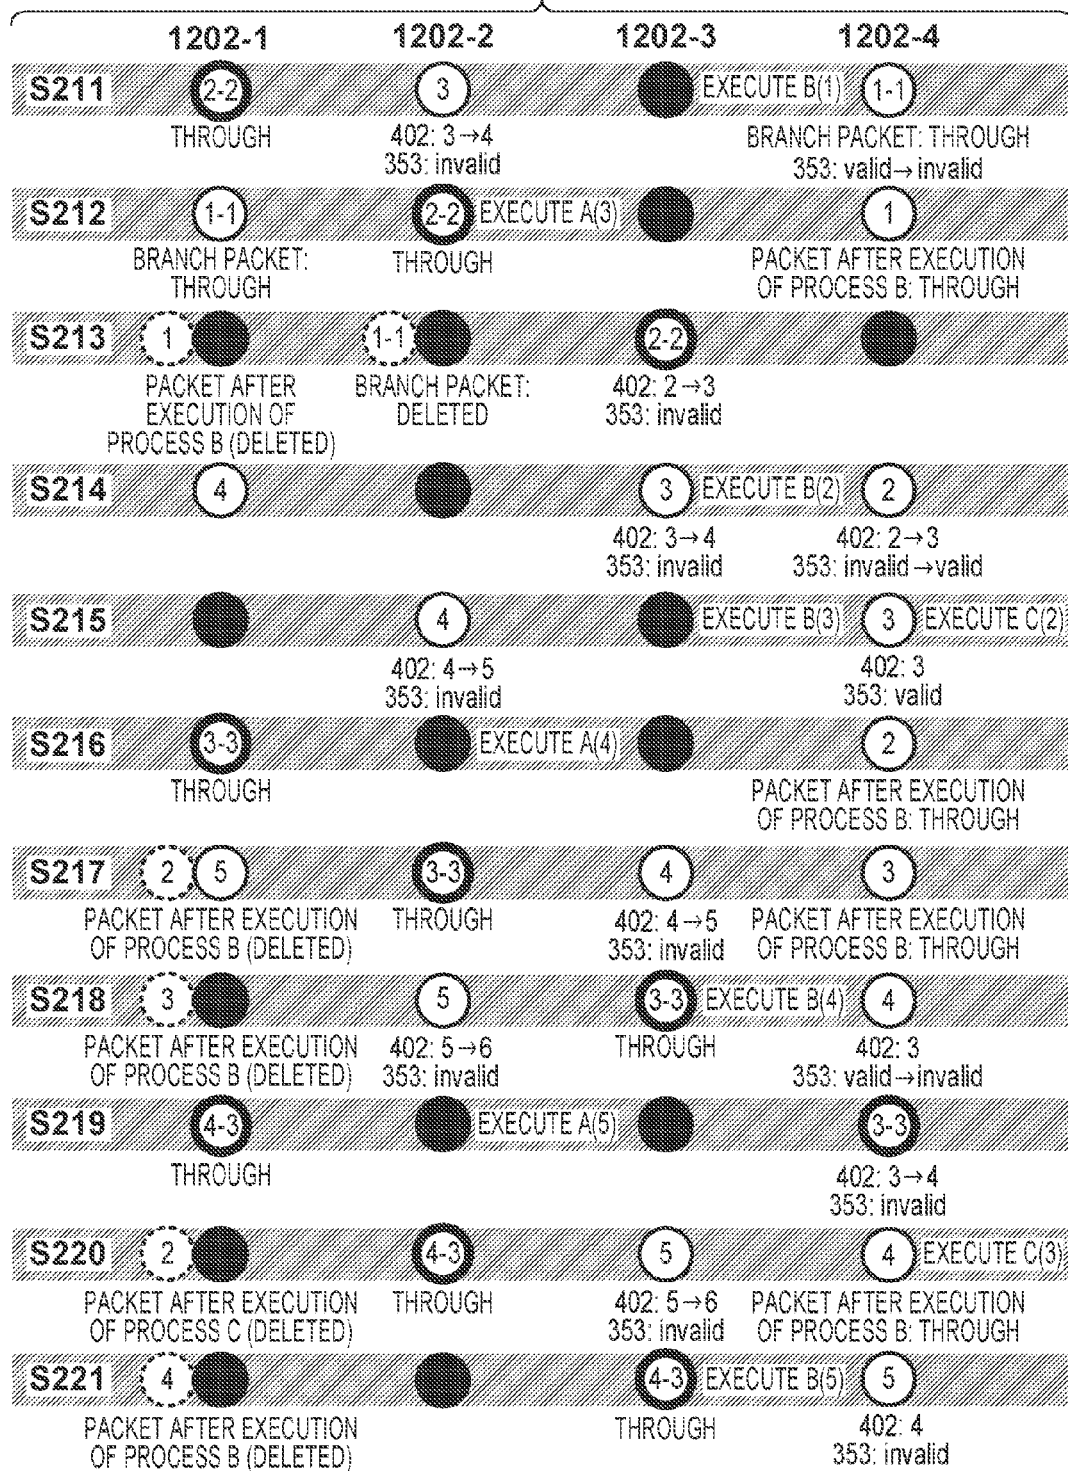 1202-1 1202-2 1202-3 1202-4
S211 2-2 3 EXECUTE B(1) 1-1
THROUGH 402: 3→4 BRANCH PACKET: THROUGH
353: invalid 353: valid→invalid
S212 1-1 2-2 EXECUTE A(3) 1
BRANCH PACKET: THROUGH PACKET AFTER EXECUTION
THROUGH OF PROCESS B: THROUGH
S213 1 1-1 2-2
PACKET AFTER BRANCH PACKET: 402: 2→3
EXECUTION OF DELETED 353: invalid
PROCESS B (DELETED)
S214 4 3 EXECUTE B(2) 2
402: 3→4 402: 2→3
353: invalid 353: invalid→valid
S215 4 EXECUTE B(3) 3 EXECUTE C(2)
402: 4→5 402: 3
353: invalid 353: valid
S216 3-3 EXECUTE A(4) 2
THROUGH PACKET AFTER EXECUTION
OF PROCESS B: THROUGH
S217 2 5 3-3 4 3
PACKET AFTER EXECUTION THROUGH 402: 4→5 PACKET AFTER EXECUTION
OF PROCESS B (DELETED) 353: invalid OF PROCESS B: THROUGH
S218 3 5 3-3 EXECUTE B(4) 4
PACKET AFTER EXECUTION 402: 5→6 THROUGH 402: 3
OF PROCESS B (DELETED) 353: invalid 353: valid→invalid
S219 4-3 EXECUTE A(5) 3-3
THROUGH 402: 3→4
353: invalid
S220 2 4-3 5 4 EXECUTE C(3)
PACKET AFTER EXECUTION THROUGH 402: 5→6 PACKET AFTER EXECUTION
OF PROCESS C (DELETED) 353: invalid OF PROCESS B: THROUGH
S221 4 4-3 EXECUTE B(5) 5
PACKET AFTER EXECUTION THROUGH 402: 4
OF PROCESS B (DELETED) 353: invalid